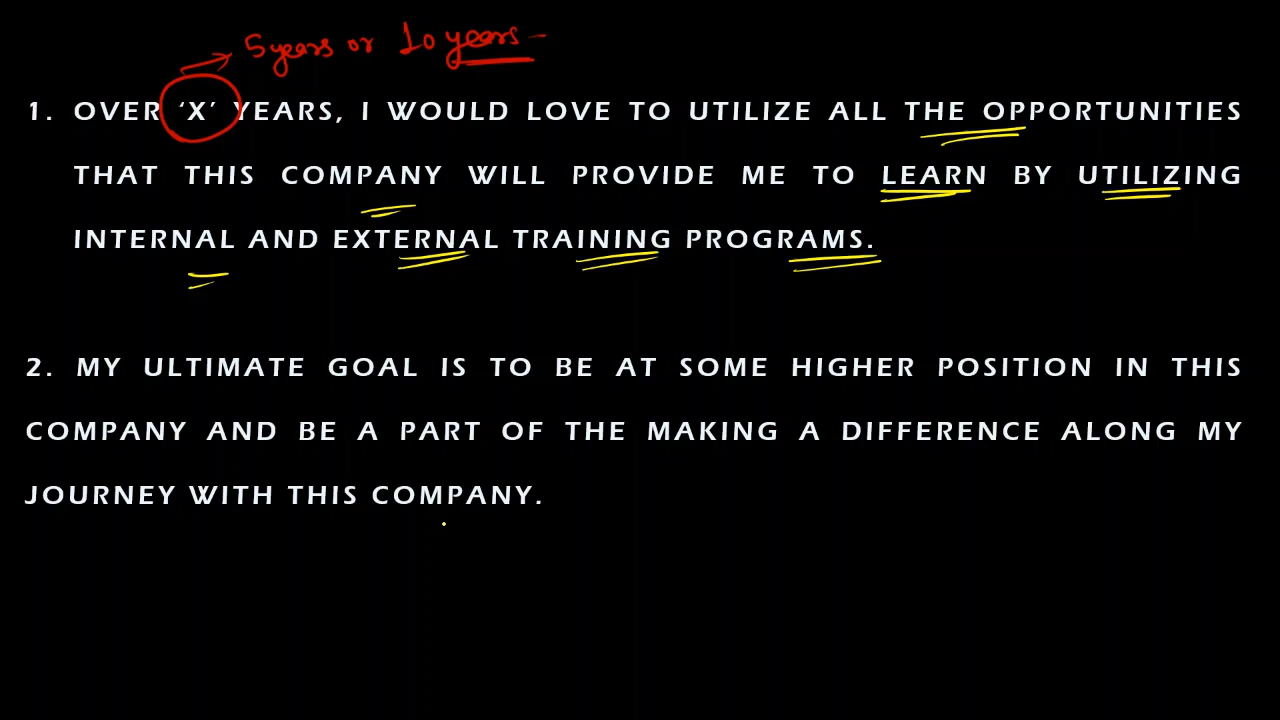 5 years or 10 years
1. OVER ‘X’ YEARS, I WOULD LOVE TO UTILIZE ALL THE OPPORTUNITIES
THAT THIS COMPANY WILL PROVIDE ME TO LEARN BY UTILIZING
INTERNAL AND EXTERNAL TRAINING PROGRAMS.
2. MY ULTIMATE GOAL IS TO BE AT SOME HIGHER POSITION IN THIS
COMPANY AND BE A PART OF THE MAKING A DIFFERENCE ALONG MY
JOURNEY WITH THIS COMPANY.